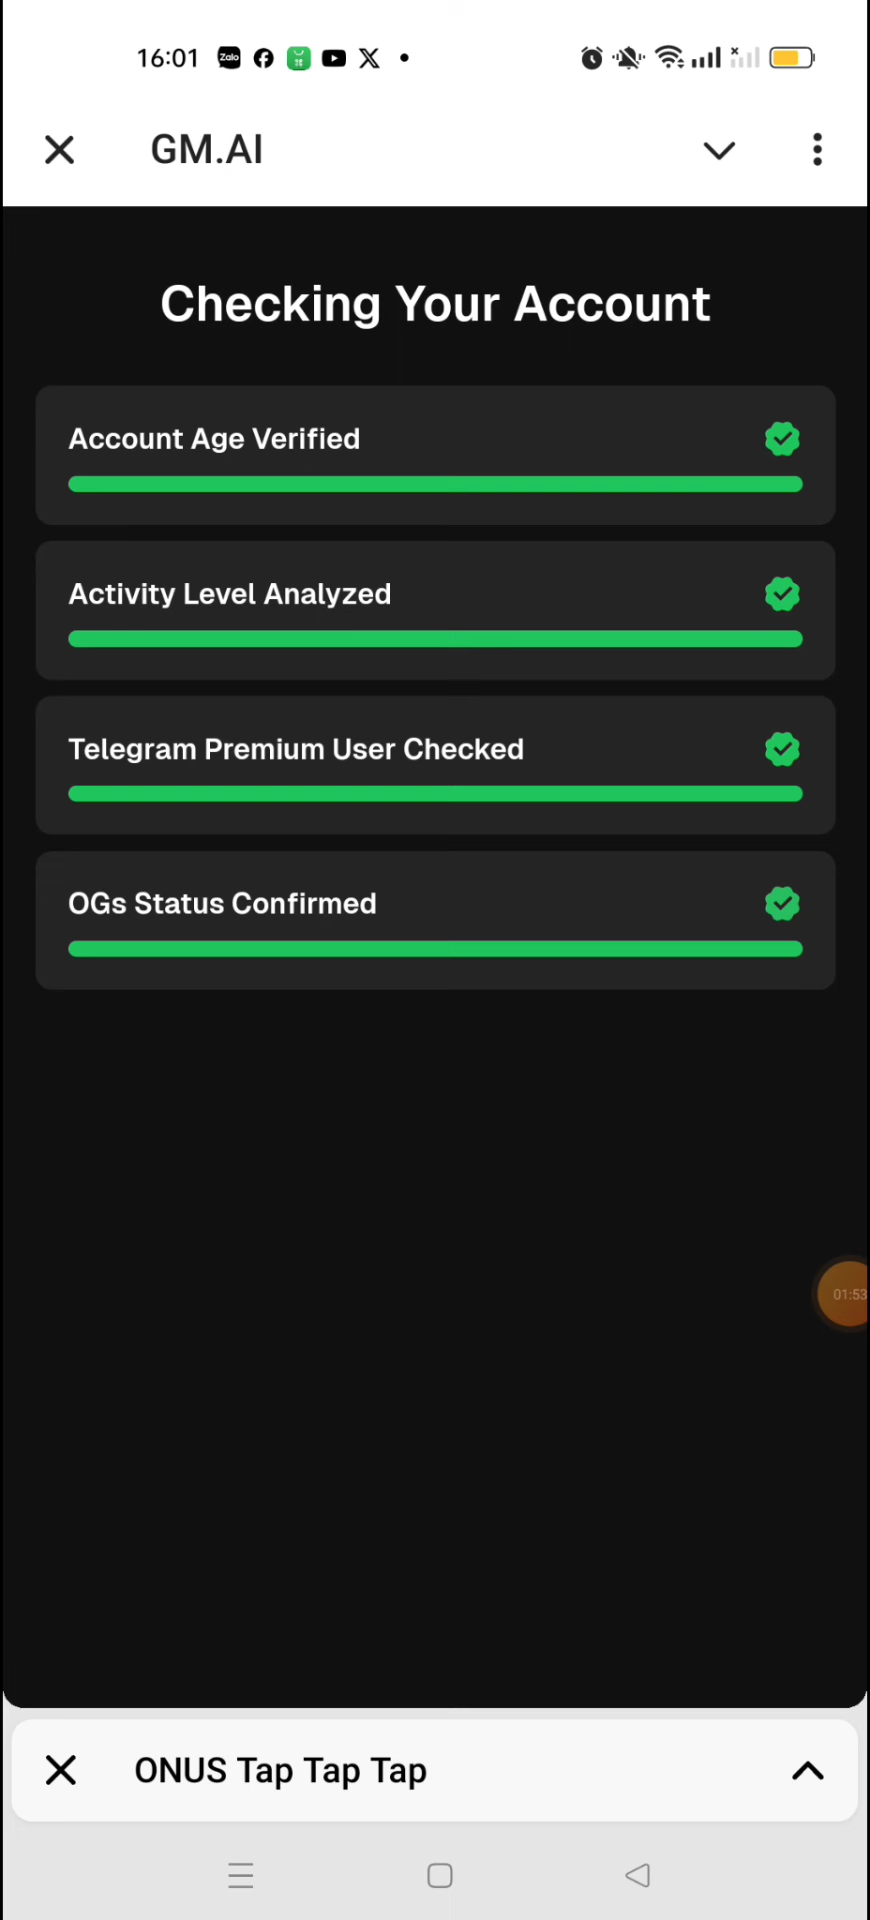 16:01 Zalo
GM.AI
Checking Your Account
Account Age Verified
Activity Level Analyzed
Telegram Premium User Checked
OGs Status Confirmed
01:53
ONUS Tap Tap Tap